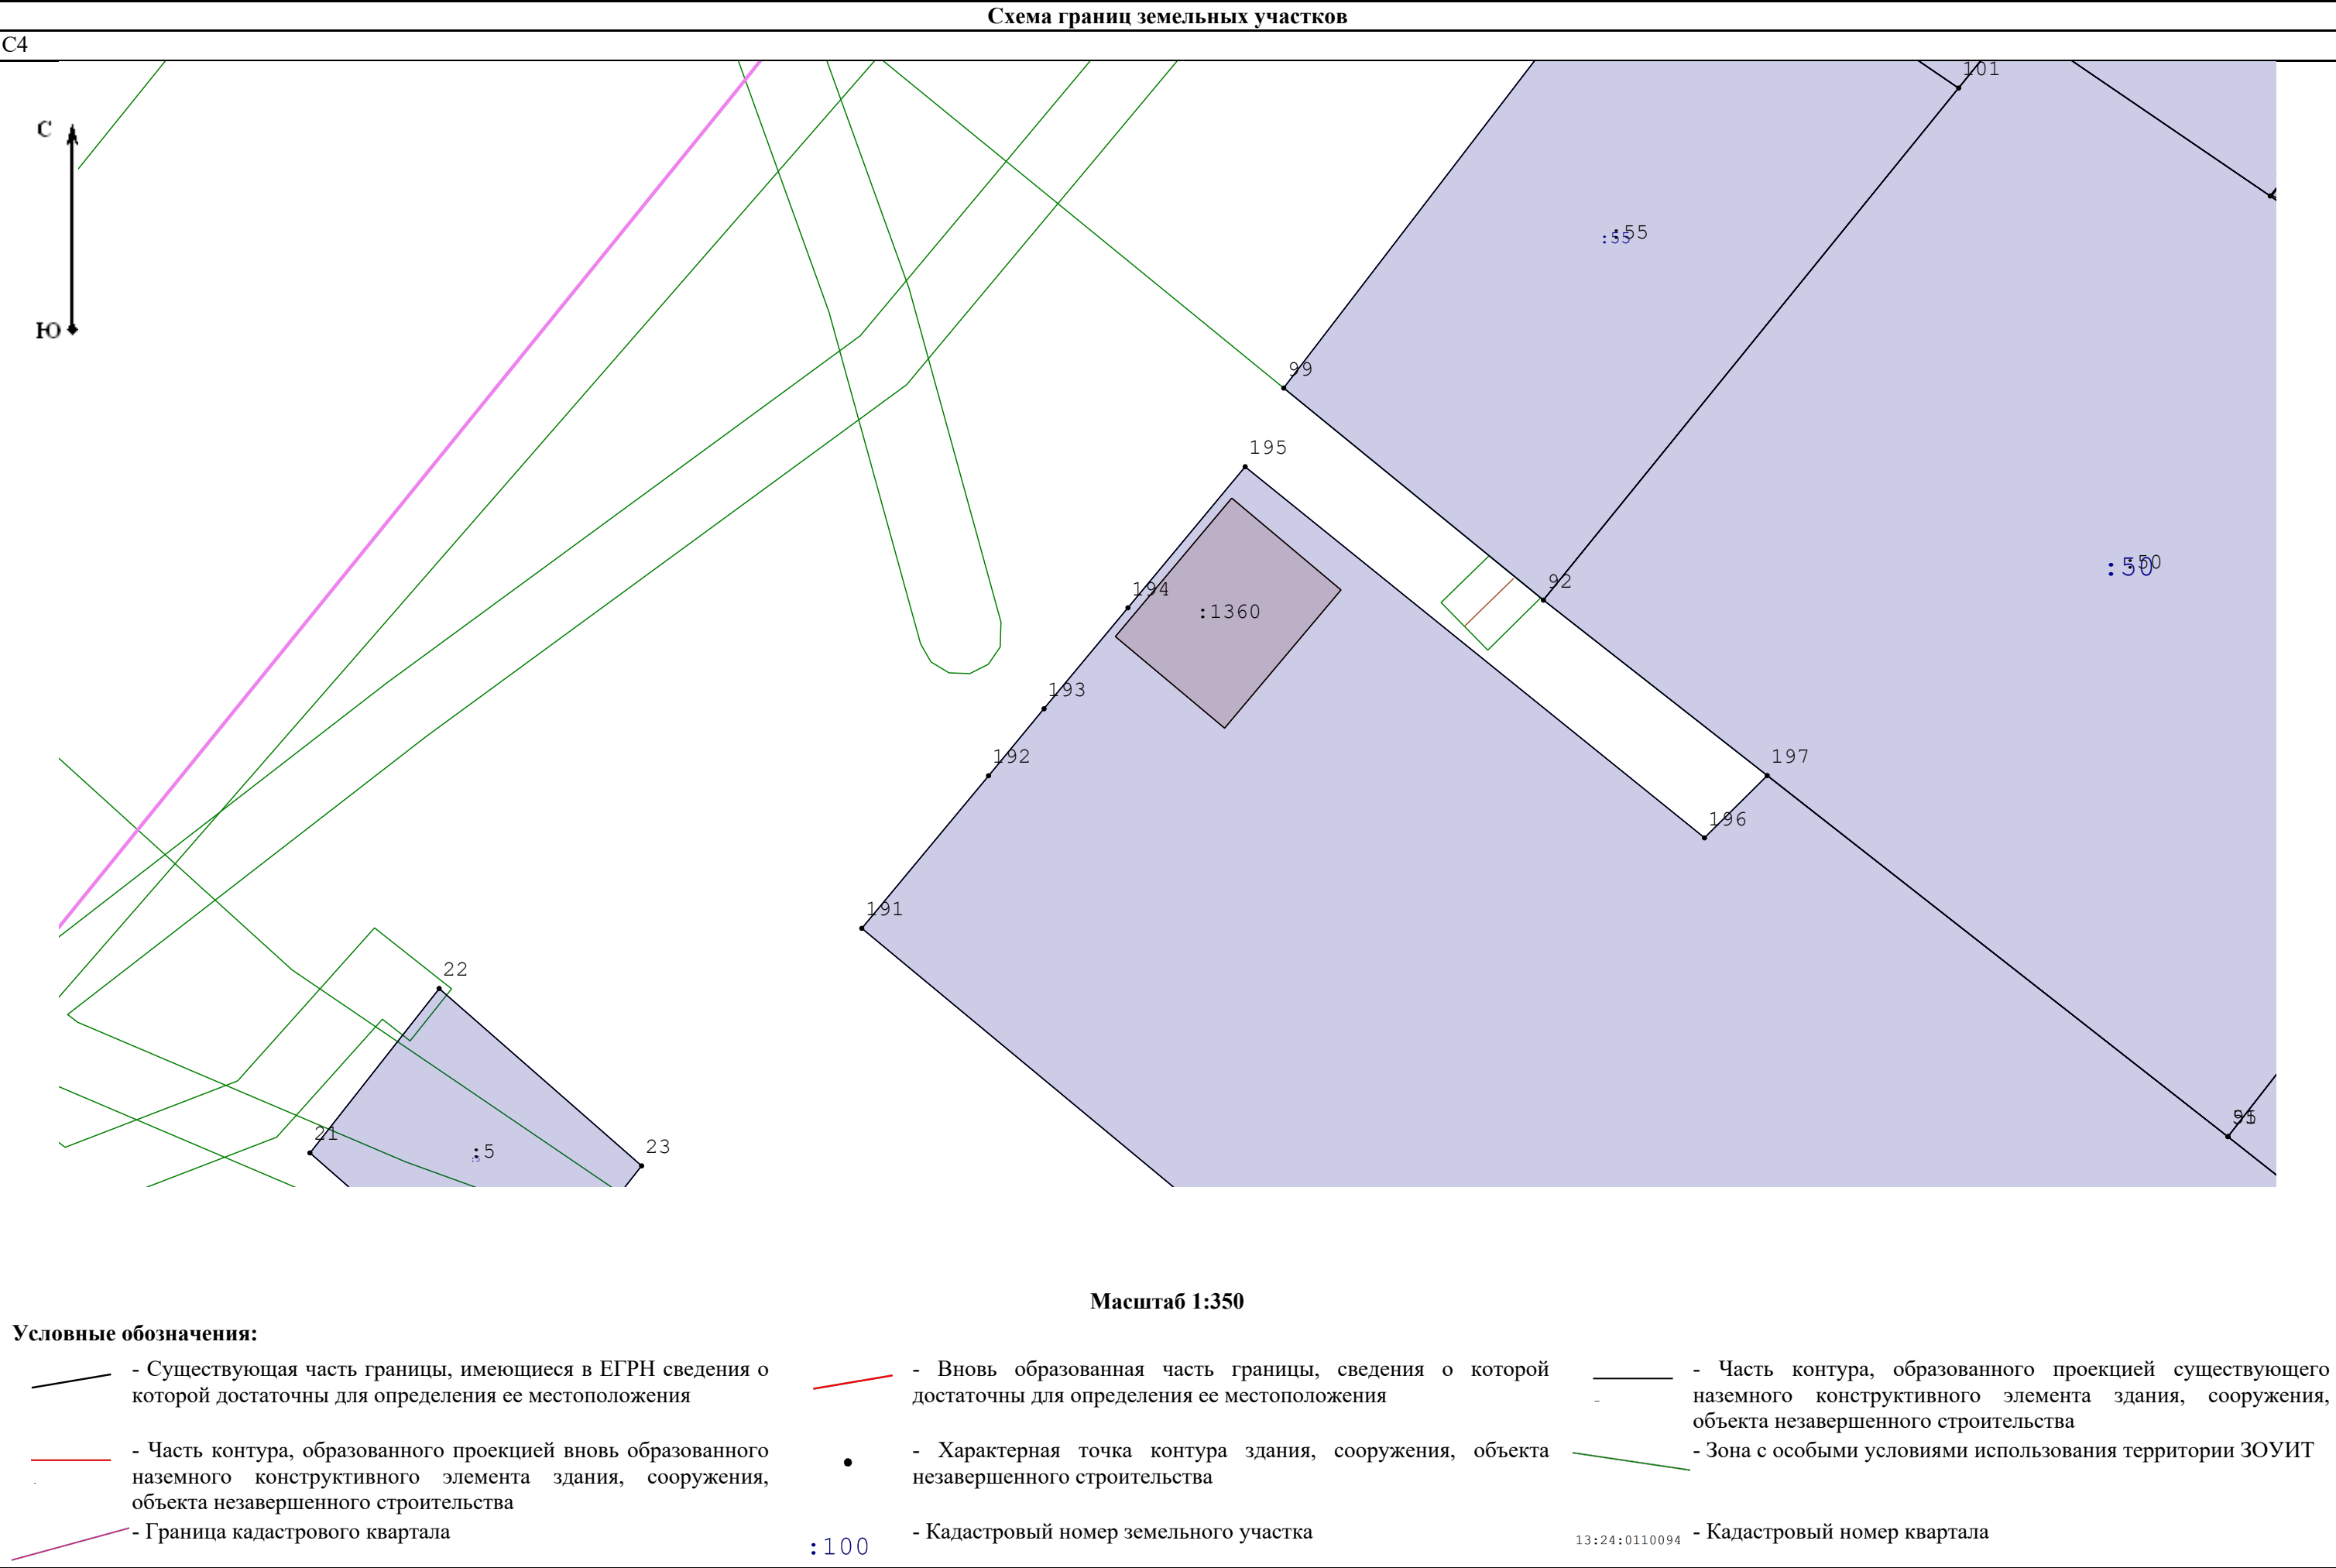 Схема границ земельных участков
С4
101
С
:55
:55
Ю
99
195
:50
:50
92
194
:1360
193
192
197
196
191
22
91
21
23
:5
Масштаб 1:350
Условные обозначения:
- Существующая часть границы, имеющиеся в ЕГРН сведения о
которой достаточны для определения ее местоположения
- Вновь образованная часть границы, сведения о которой
достаточны для определения ее местоположения
- Часть контура, образованного проекцией существующего
наземного конструктивного элемента здания, сооружения,
объекта незавершенного строительства
- Часть контура, образованного проекцией вновь образованного
наземного конструктивного элемента здания, сооружения,
объекта незавершенного строительства
- Характерная точка контура здания, сооружения, объекта
незавершенного строительства
- Зона с особыми условиями использования территории ЗОУИТ
- Граница кадастрового квартала
:100 - Кадастровый номер земельного участка
13:24:0110094 - Кадастровый номер квартала